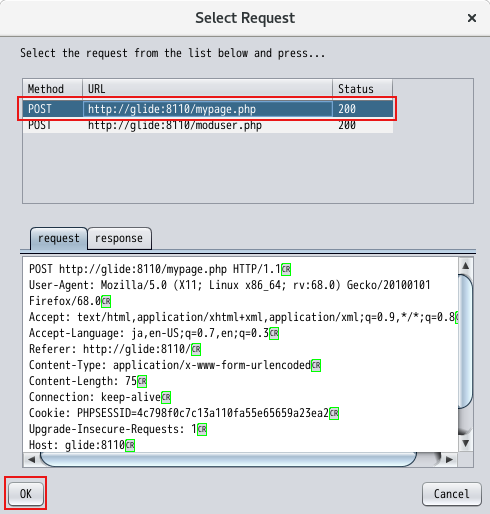 Select Request
Select the request from the list below and press...
Method URL Status
POST http://glide:8110/mypage.php 200
POST http://glide:8110/moduser.php 200
request response
POST http://glide:8110/mypage.php HTTP/1.1CR
User-Agent: Mozilla/5.0 (X11; Linux x86_64; rv:68.0) Gecko/20100101
Firefox/68.0CR
Accept: text/html,application/xhtml+xml,application/xml;q=0.9,*/*;q=0.8CR
Accept-Language: ja,en-US;q=0.7,en;q=0.3CR
Referer: http://glide:8110/CR
Content-Type: application/x-www-form-urlencodedCR
Content-Length: 75CR
Connection: keep-aliveCR
Cookie: PHPSESSID=4c798f0c7c13a110fa55e65659a23ea2CR
Upgrade-Insecure-Requests: 1CR
Host: glide:8110CR
OK Cancel